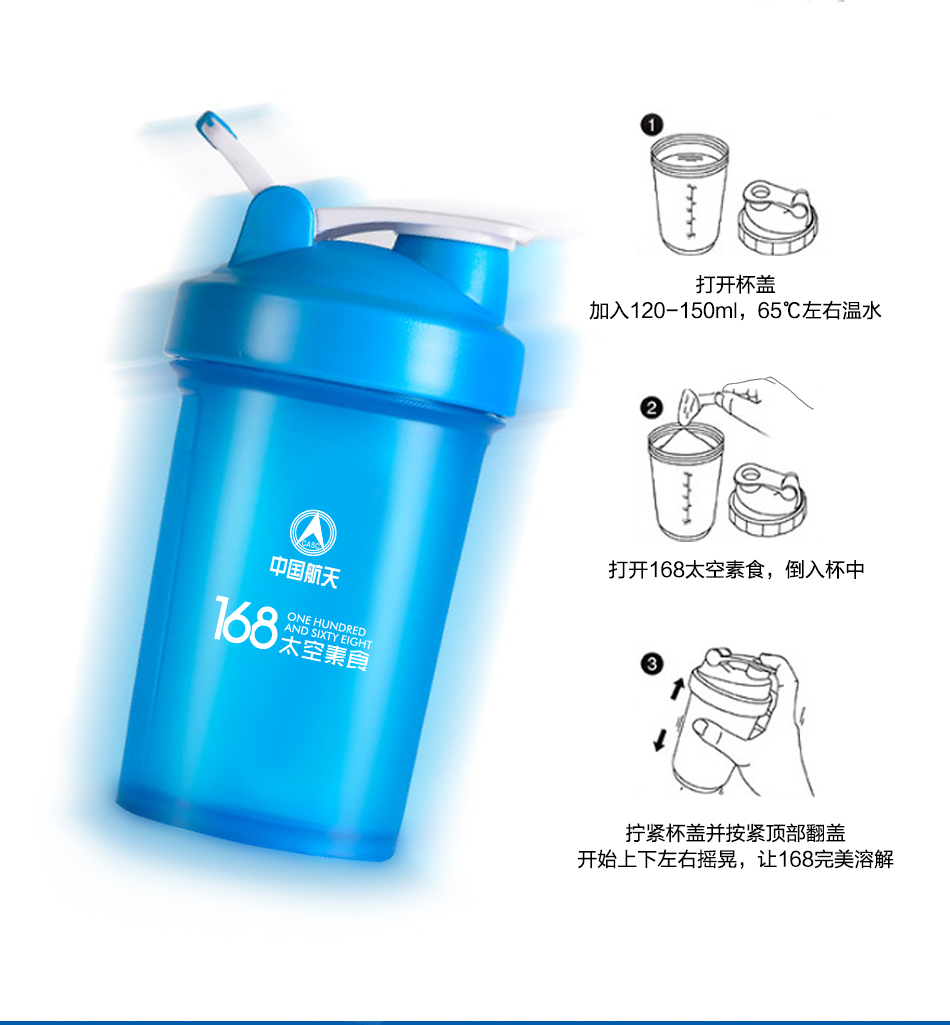 CASC
中国航天
168
ONE HUNDRED
AND SIXTY EIGHT
太空素食
1
打开杯盖
加入120-150ml，65℃左右温水
2
打开168太空素食，倒入杯中
3
拧紧杯盖并按紧顶部翻盖
开始上下左右摇晃，让168完美溶解